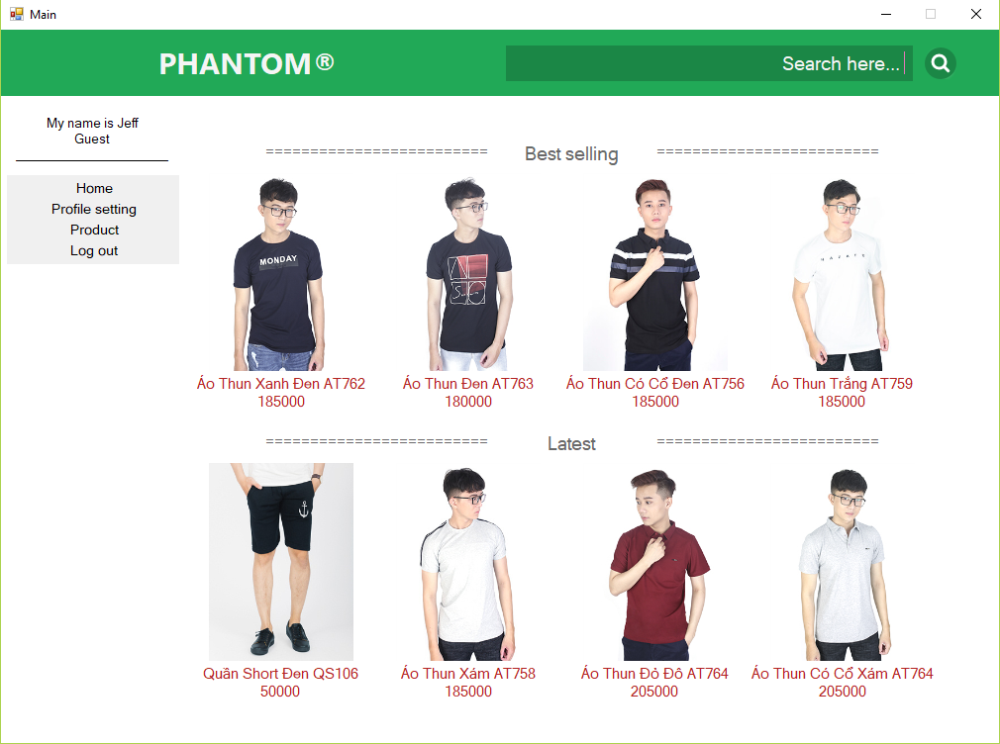 Main
PHANTOM®
Search here...
My name is Jeff
Guest
Home
Profile setting
Product
Log out
========================= Best selling =========================
MONDAY
Áo Thun Xanh Đen AT762
185000
Áo Thun Đen AT763
180000
Áo Thun Có Cổ Đen AT756
185000
Áo Thun Trắng AT759
185000
========================= Latest =========================
Quần Short Đen QS106
50000
Áo Thun Xám AT758
185000
Áo Thun Đỏ Đô AT764
205000
Áo Thun Có Cổ Xám AT764
205000